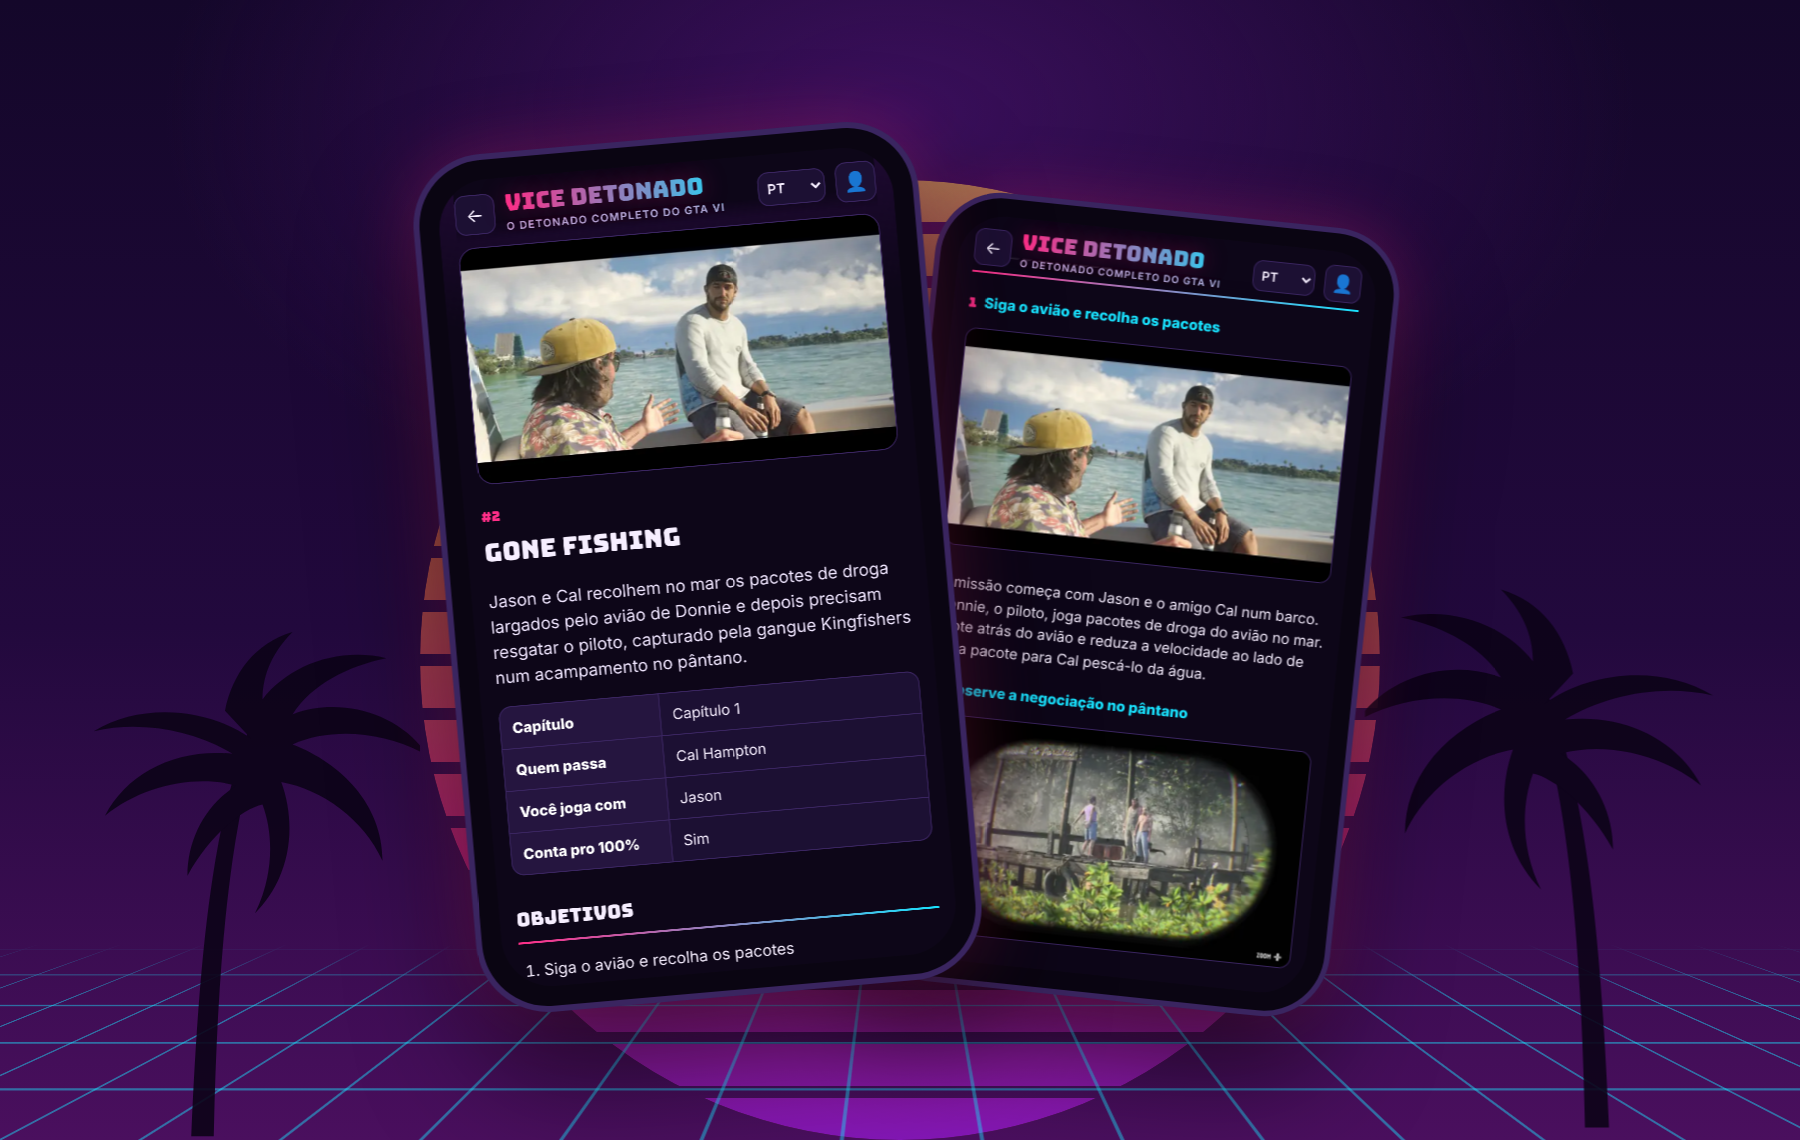 VICE DETONADO
O DETONADO COMPLETO DO GTA VI
PT
#2
GONE FISHING
Jason e Cal recolhem no mar os pacotes de droga
largados pelo avião de Donnie e depois precisam
resgatar o piloto, capturado pela gangue Kingfishers
num acampamento no pântano.
Capítulo Capítulo 1
Quem passa Cal Hampton
Você joga com Jason
Conta pro 100% Sim
OBJETIVOS
1. Siga o avião e recolha os pacotes
VICE DETONADO
O DETONADO COMPLETO DO GTA VI
PT
1 Siga o avião e recolha os pacotes
missão começa com Jason e o amigo Cal num barco.
nnie, o piloto, joga pacotes de droga do avião no mar.
ote atrás do avião e reduza a velocidade ao lado de
a pacote para Cal pescá-lo da água.
serve a negociação no pântano
ZOOM